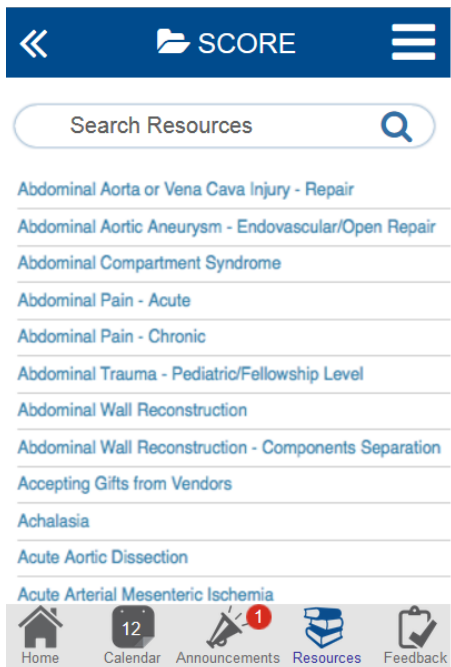 SCORE
Search Resources
Abdominal Aorta or Vena Cava Injury - Repair
Abdominal Aortic Aneurysm - Endovascular/Open Repair
Abdominal Compartment Syndrome
Abdominal Pain - Acute
Abdominal Pain - Chronic
Abdominal Trauma - Pediatric/Fellowship Level
Abdominal Wall Reconstruction
Abdominal Wall Reconstruction - Components Separation
Accepting Gifts from Vendors
Achalasia
Acute Aortic Dissection
Acute Arterial Mesenteric Ischemia
12 1
Home Calendar Announcements Resources Feedback